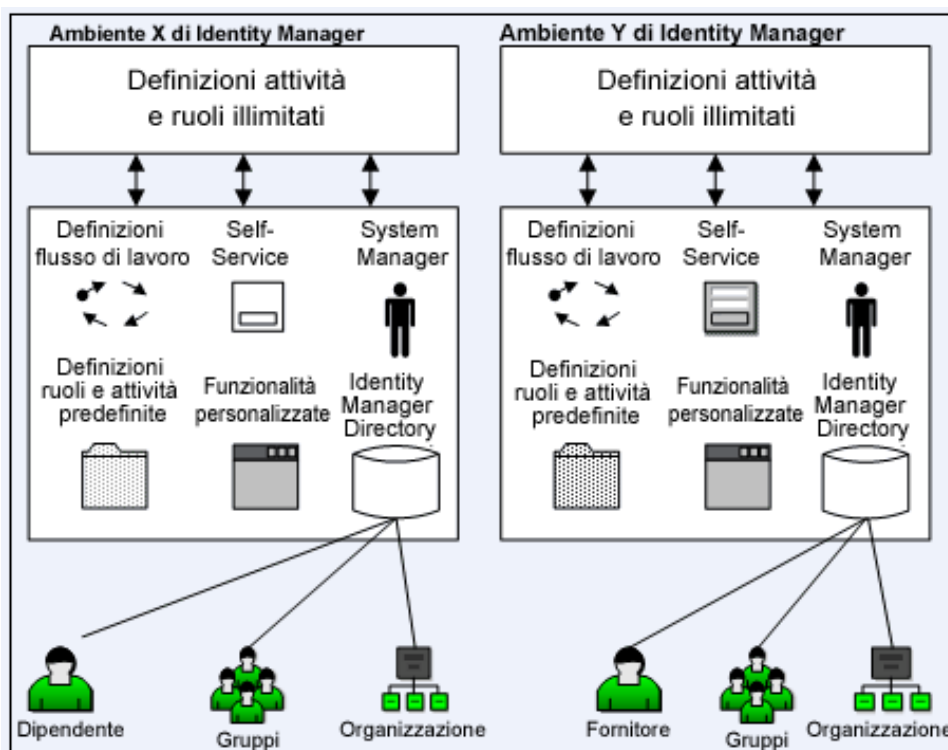 Ambiente X di Identity Manager
Definizioni attività
e ruoli illimitati
Definizioni
flusso di lavoro
Self-
Service
System
Manager
Definizioni
ruoli e attività
predefinite
Funzionalità
personalizzate
Identity
Manager
Directory
Dipendente
Gruppi
Organizzazione
Ambiente Y di Identity Manager
Definizioni attività
e ruoli illimitati
Definizioni
flusso di lavoro
Self-
Service
System
Manager
Definizioni
ruoli e attività
predefinite
Funzionalità
personalizzate
Identity
Manager
Directory
Fornitore
Gruppi
Organizzazione